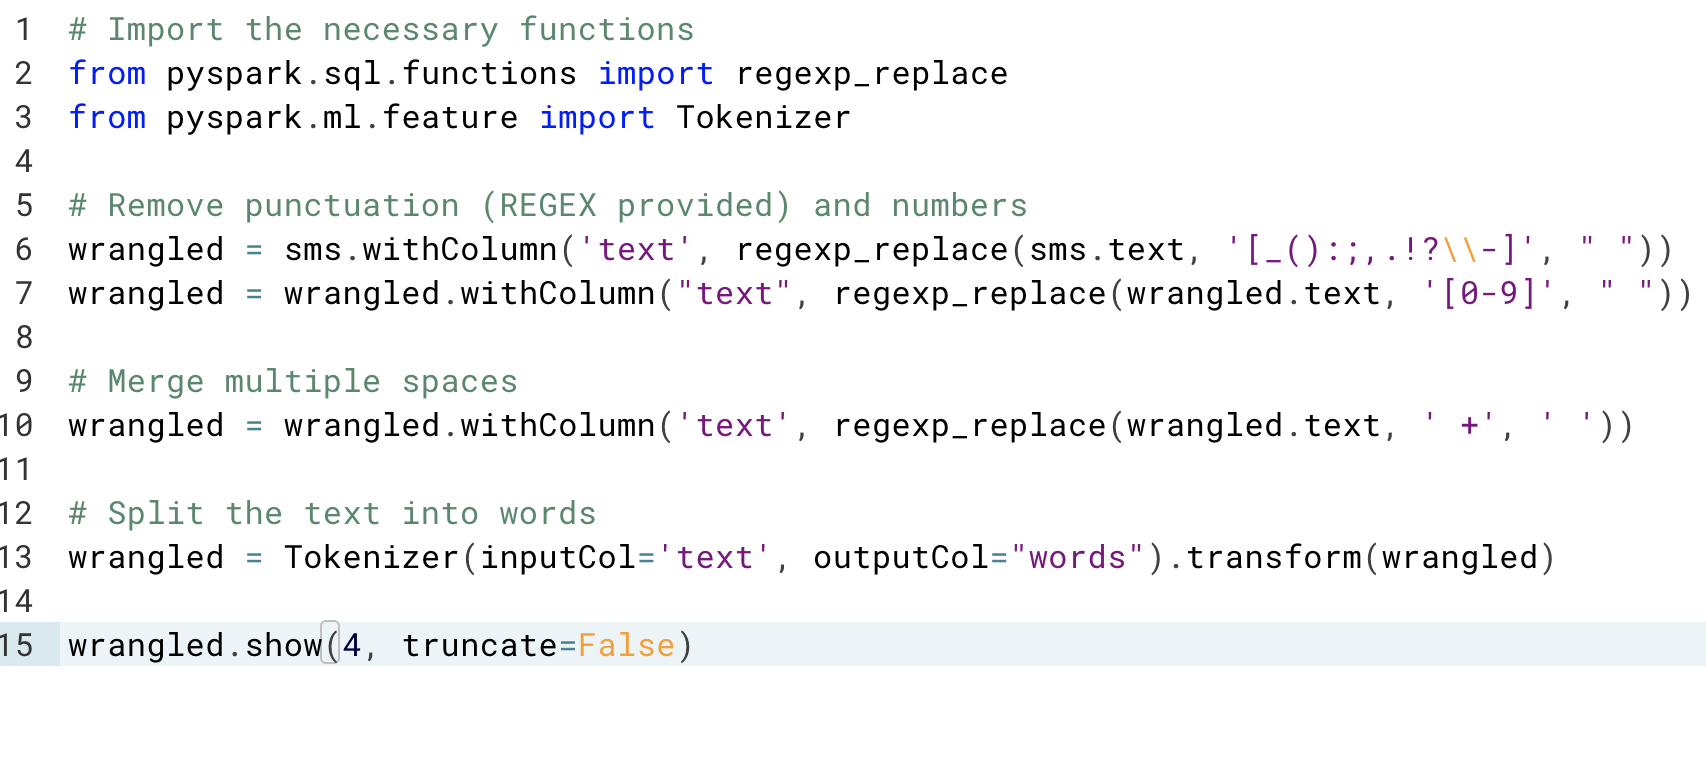 1 # Import the necessary functions
2 from pyspark.sql.functions import regexp_replace
3 from pyspark.ml.feature import Tokenizer
4
5 # Remove punctuation (REGEX provided) and numbers
6 wrangled = sms.withColumn('text', regexp_replace(sms.text, '[_():;,.!?\\-]', " "))
7 wrangled = wrangled.withColumn("text", regexp_replace(wrangled.text, '[0-9]', " "))
8
9 # Merge multiple spaces
10 wrangled = wrangled.withColumn('text', regexp_replace(wrangled.text, ' +', ' '))
11
12 # Split the text into words
13 wrangled = Tokenizer(inputCol='text', outputCol="words").transform(wrangled)
14
15 wrangled.show(4, truncate=False)